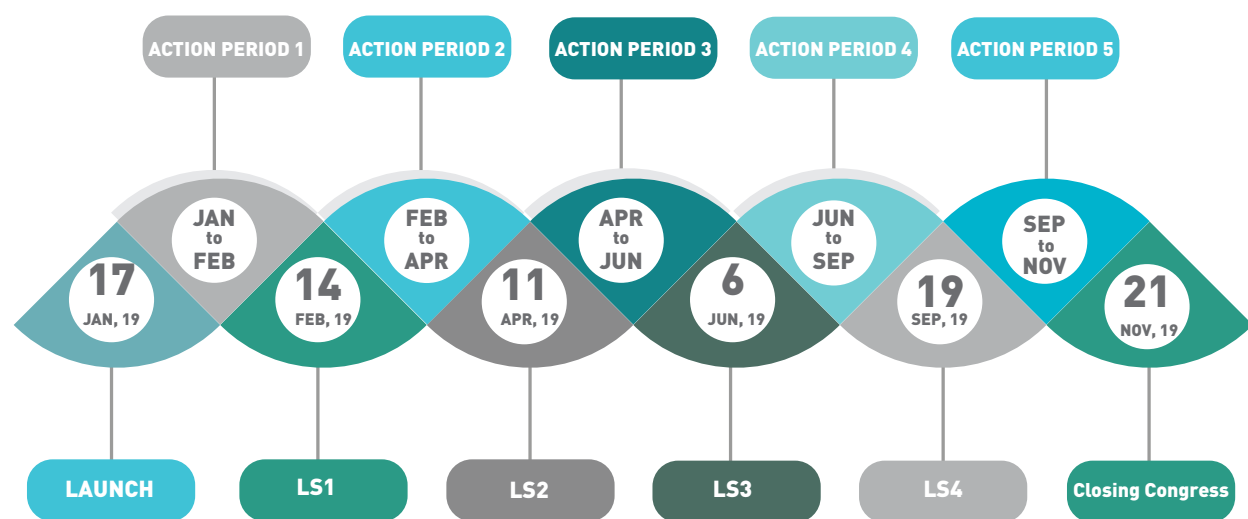 ACTION PERIOD 1
ACTION PERIOD 2
ACTION PERIOD 3
ACTION PERIOD 4
ACTION PERIOD 5
JAN
to
FEB
FEB
to
APR
APR
to
JUN
JUN
to
SEP
SEP
to
NOV
17
JAN, 19
14
FEB, 19
11
APR, 19
6
JUN, 19
19
SEP, 19
21
NOV, 19
LAUNCH
LS1
LS2
LS3
LS4
Closing Congress